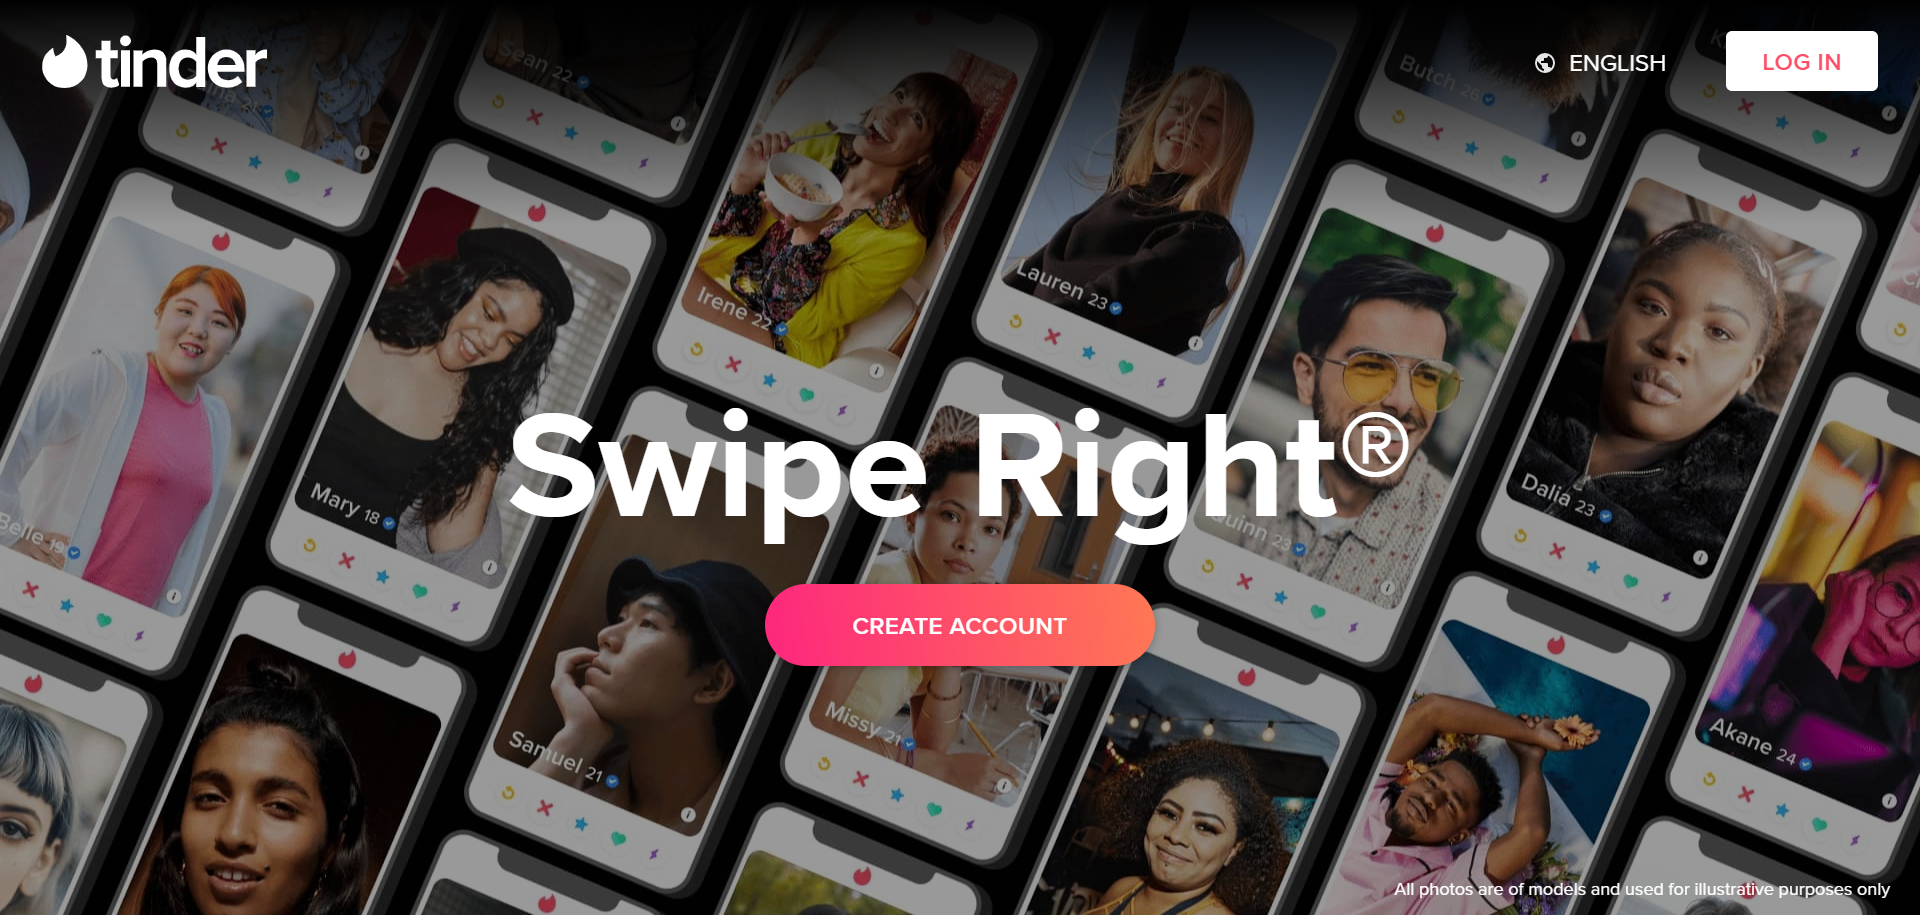 tinder
ENGLISH
LOG IN
Sean 22
Butch 26
Irene 22
Lauren 23
Belle 19
Mary 18
Quinn 23
Dalia 23
Swipe Right®
CREATE ACCOUNT
Samuel 21
Missy 21
Akane 24
All photos are of models and used for illustrative purposes only